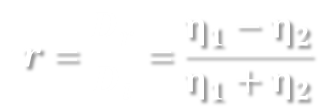 r = = η₁ − η₂ / η₁ + η₂